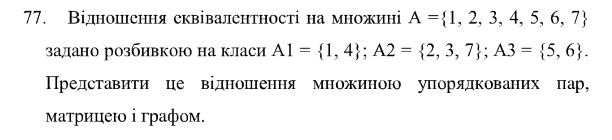 77. Відношення еквівалентності на множині A ={1, 2, 3, 4, 5, 6, 7}
задано розбивкою на класи A1 = {1, 4}; A2 = {2, 3, 7}; A3 = {5, 6}.
Представити це відношення множиною упорядкованих пар,
матрицею і графом.